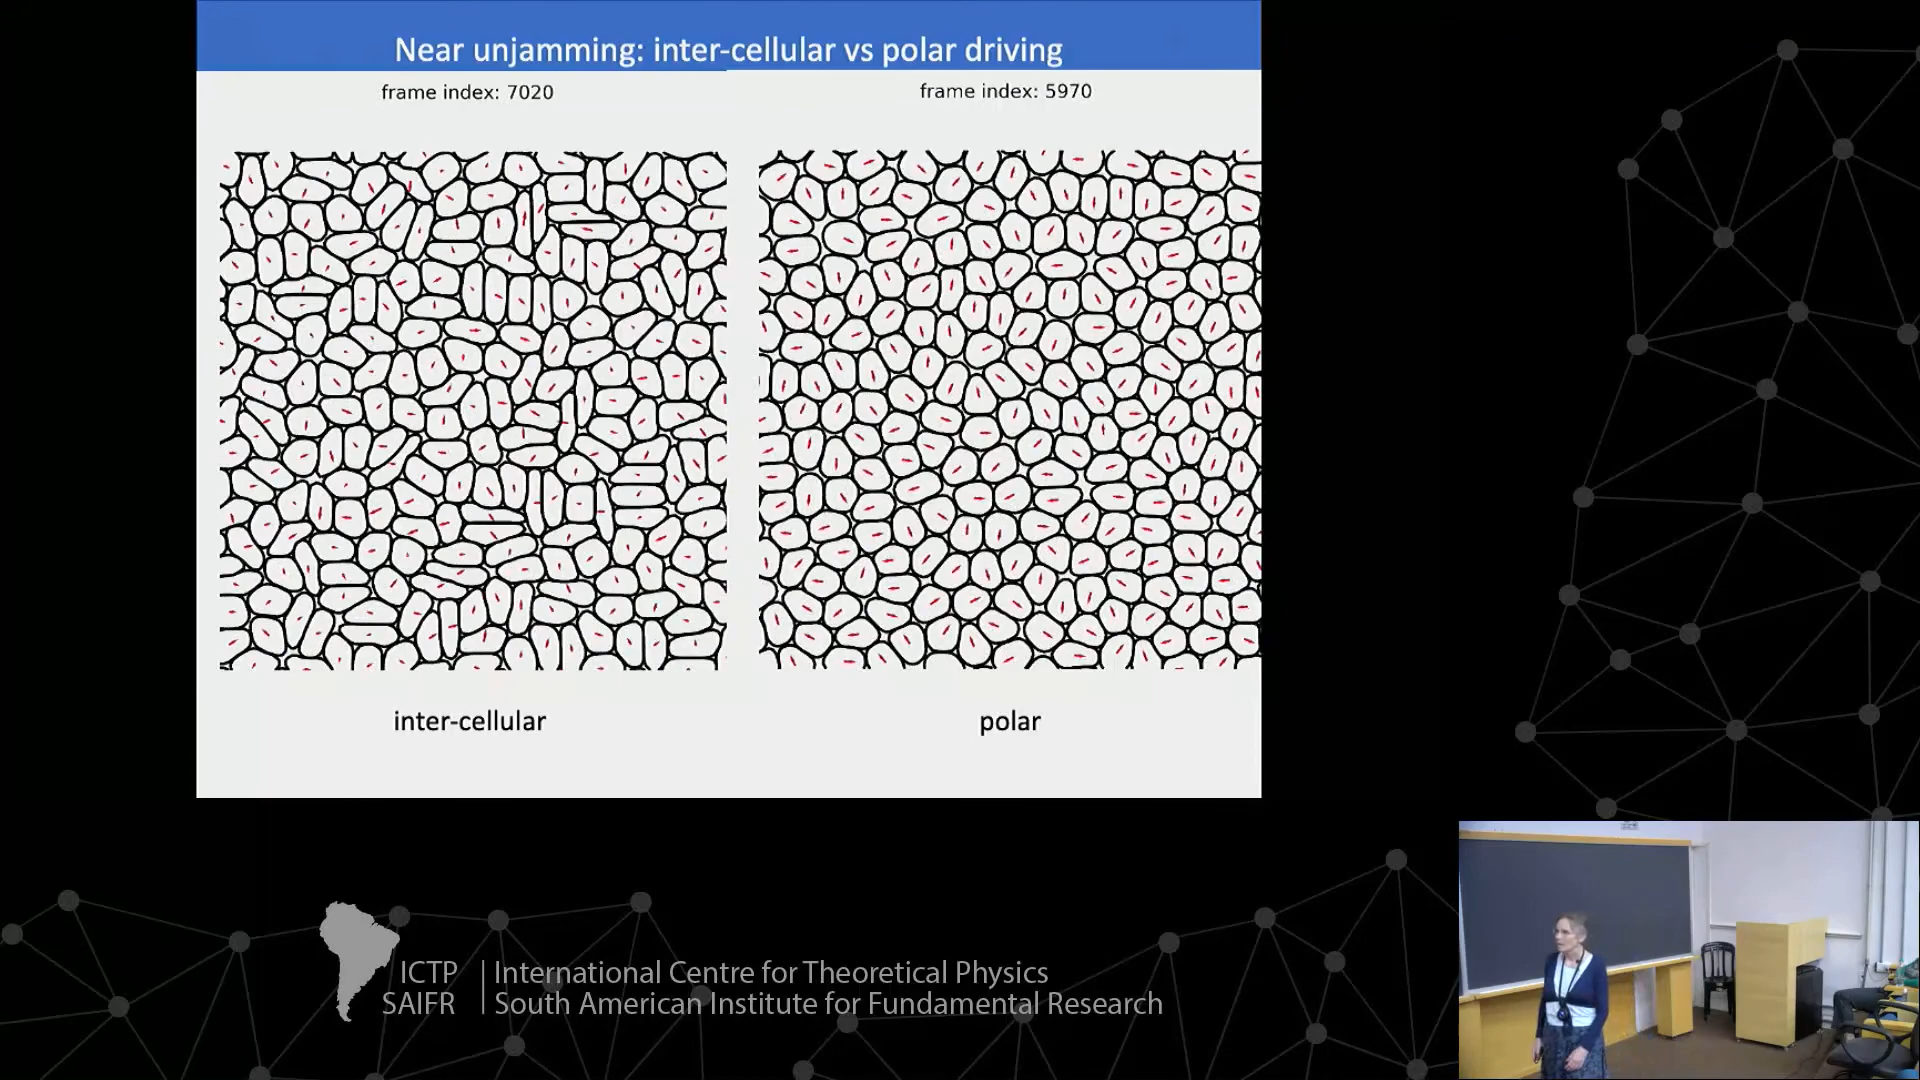 Near unjamming: inter-cellular vs polar driving
frame index: 7020
frame index: 5970
inter-cellular
polar
ICTP
SAIFR
International Centre for Theoretical Physics
South American Institute for Fundamental Research